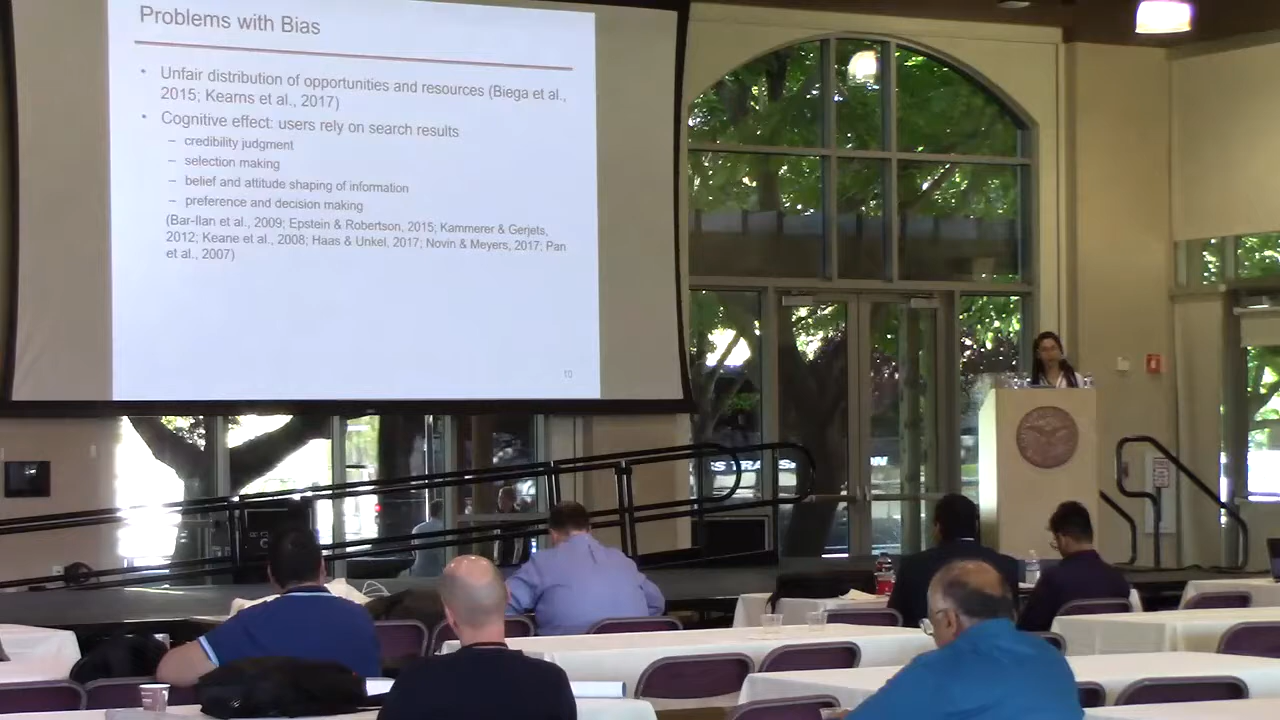 Problems with Bias
• Unfair distribution of opportunities and resources (Biega et al.,
2015; Kearns et al., 2017)
• Cognitive effect: users rely on search results
– credibility judgment
– selection making
– belief and attitude shaping of information
– preference and decision making
(Bar-Ilan et al., 2009; Epstein & Robertson, 2015; Kammerer & Gerjets,
2012; Keane et al., 2008; Haas & Unkel, 2017; Novin & Meyers, 2017; Pan
et al., 2007)
10